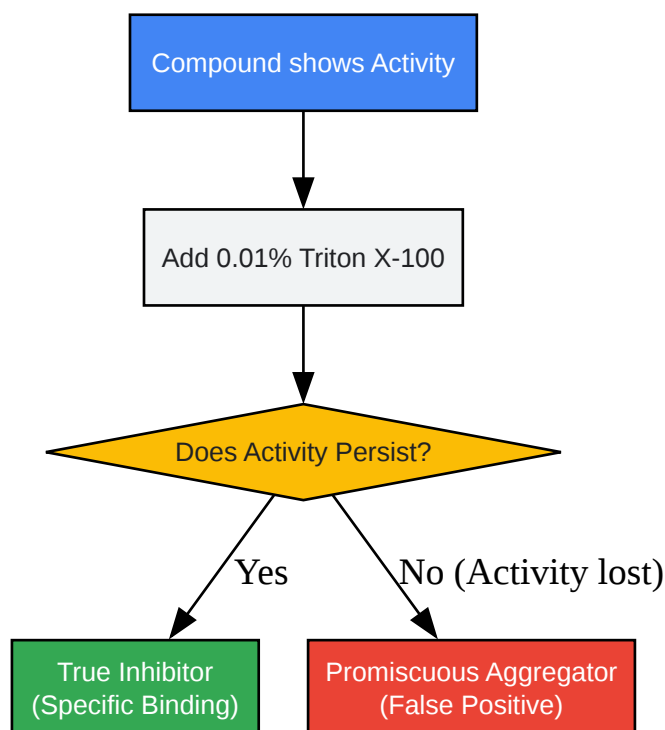 Compound shows Activity
Add 0.01% Triton X-100
Does Activity Persist?
Yes
No (Activity lost)
True Inhibitor
(Specific Binding)
Promiscuous Aggregator
(False Positive)